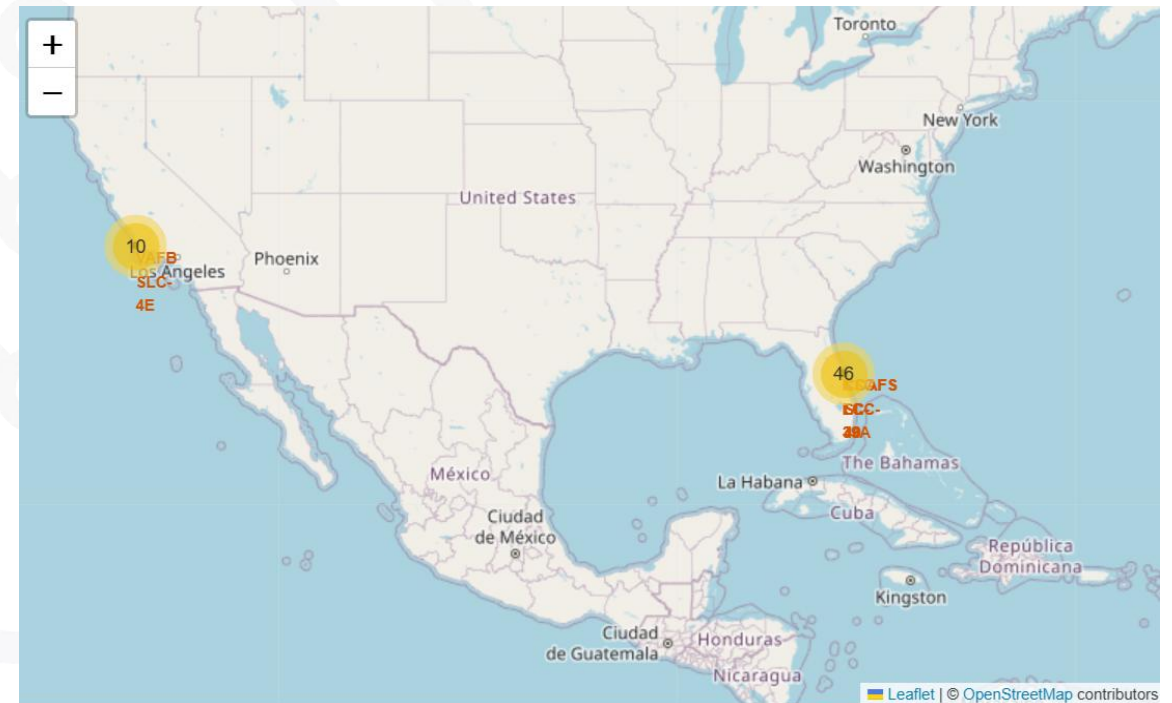 +
−
Toronto
New York
Washington
United States
10
VAFB
Los Angeles
SLC-
4E
Phoenix
46
The Bahamas
La Habana
Cuba
México
Ciudad
de México
República
Dominicana
Kingston
Ciudad
de Guatemala
Honduras
Nicaragua
Leaflet | © OpenStreetMap contributors